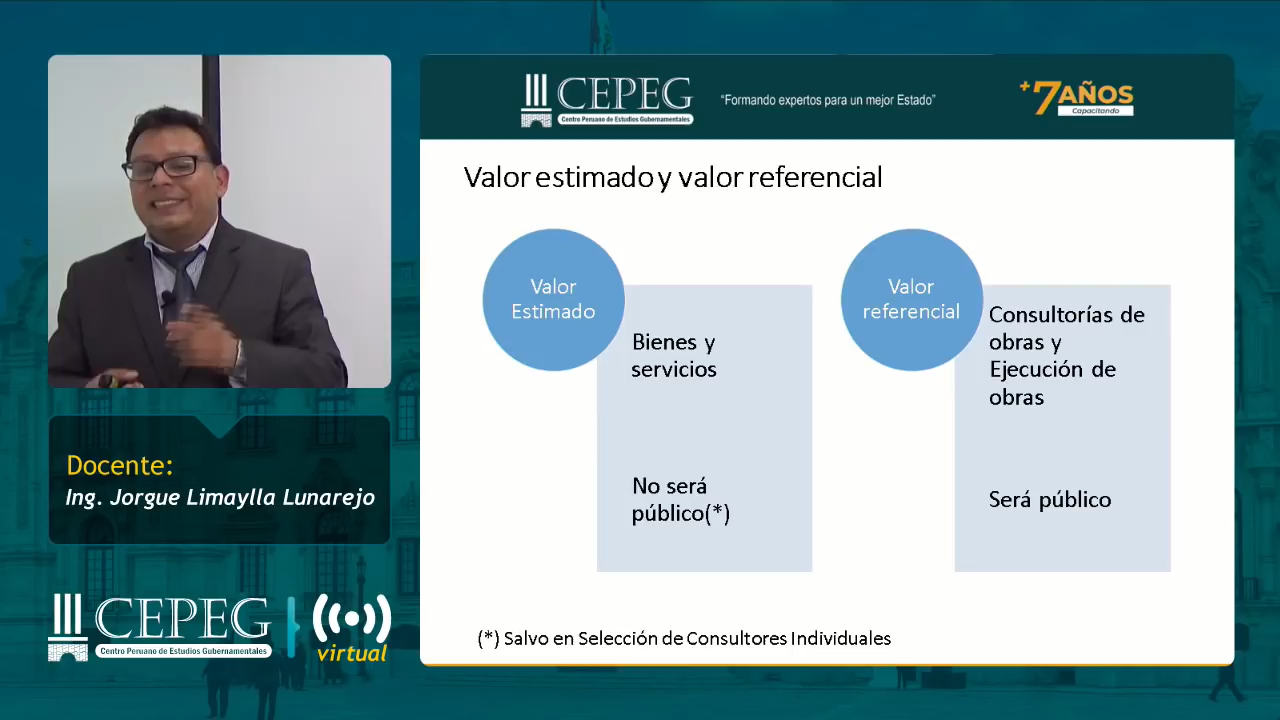 CEPEG
Centro Peruano de Estudios Gubernamentales
“Formando expertos para un mejor Estado”
+7AÑOS
Capacitando
Valor estimado y valor referencial
Valor
Estimado
Bienes y
servicios
No será
público(*)
Valor
referencial
Consultorías de
obras y
Ejecución de
obras
Será público
(*) Salvo en Selección de Consultores Individuales
Docente:
Ing. Jorgue Limaylla Lunarejo
CEPEG
Centro Peruano de Estudios Gubernamentales
virtual